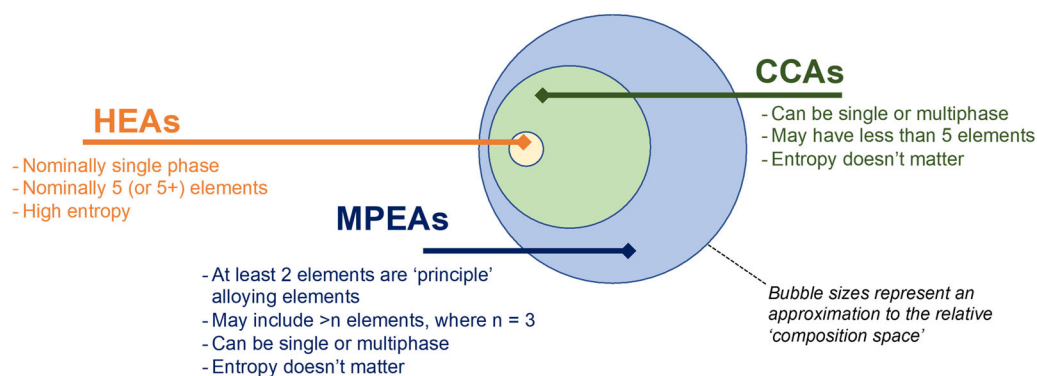 HEAs
- Nominally single phase
- Nominally 5 (or 5+) elements
- High entropy
CCAs
- Can be single or multiphase
- May have less than 5 elements
- Entropy doesn't matter
MPEAs
- At least 2 elements are 'principle'
alloying elements
- May include >n elements, where n = 3
- Can be single or multiphase
- Entropy doesn't matter
Bubble sizes represent an
approximation to the relative
'composition space'